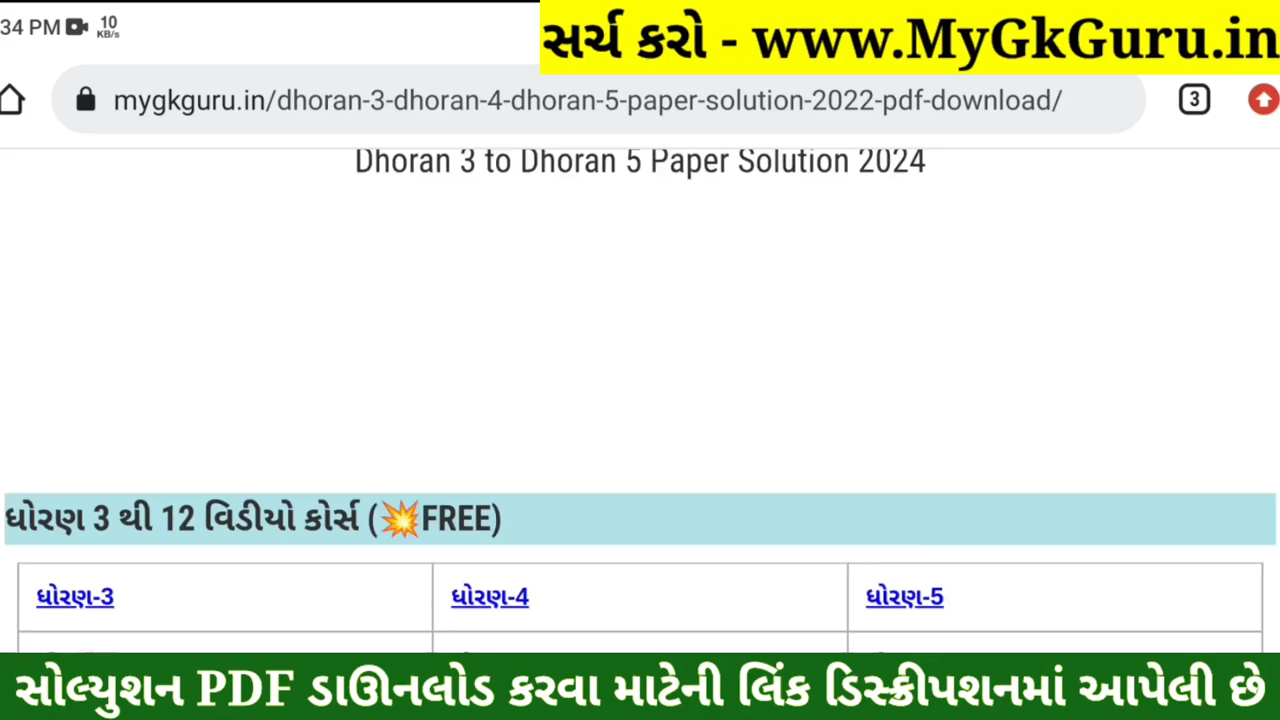 34 PM 10 KB/s
સર્ચ કરો - www.MyGkGuru.in
mygkguru.in/dhoran-3-dhoran-4-dhoran-5-paper-solution-2022-pdf-download/ 3
Dhoran 3 to Dhoran 5 Paper Solution 2024
ધોરણ 3 થી 12 વિડીયો કોર્સ (💥FREE)
ધોરણ-3 ધોરણ-4 ધોરણ-5
સોલ્યુશન PDF ડાઊનલોડ કરવા માટેની લિંક ડિસ્ક્રીપશનમાં આપેલી છે